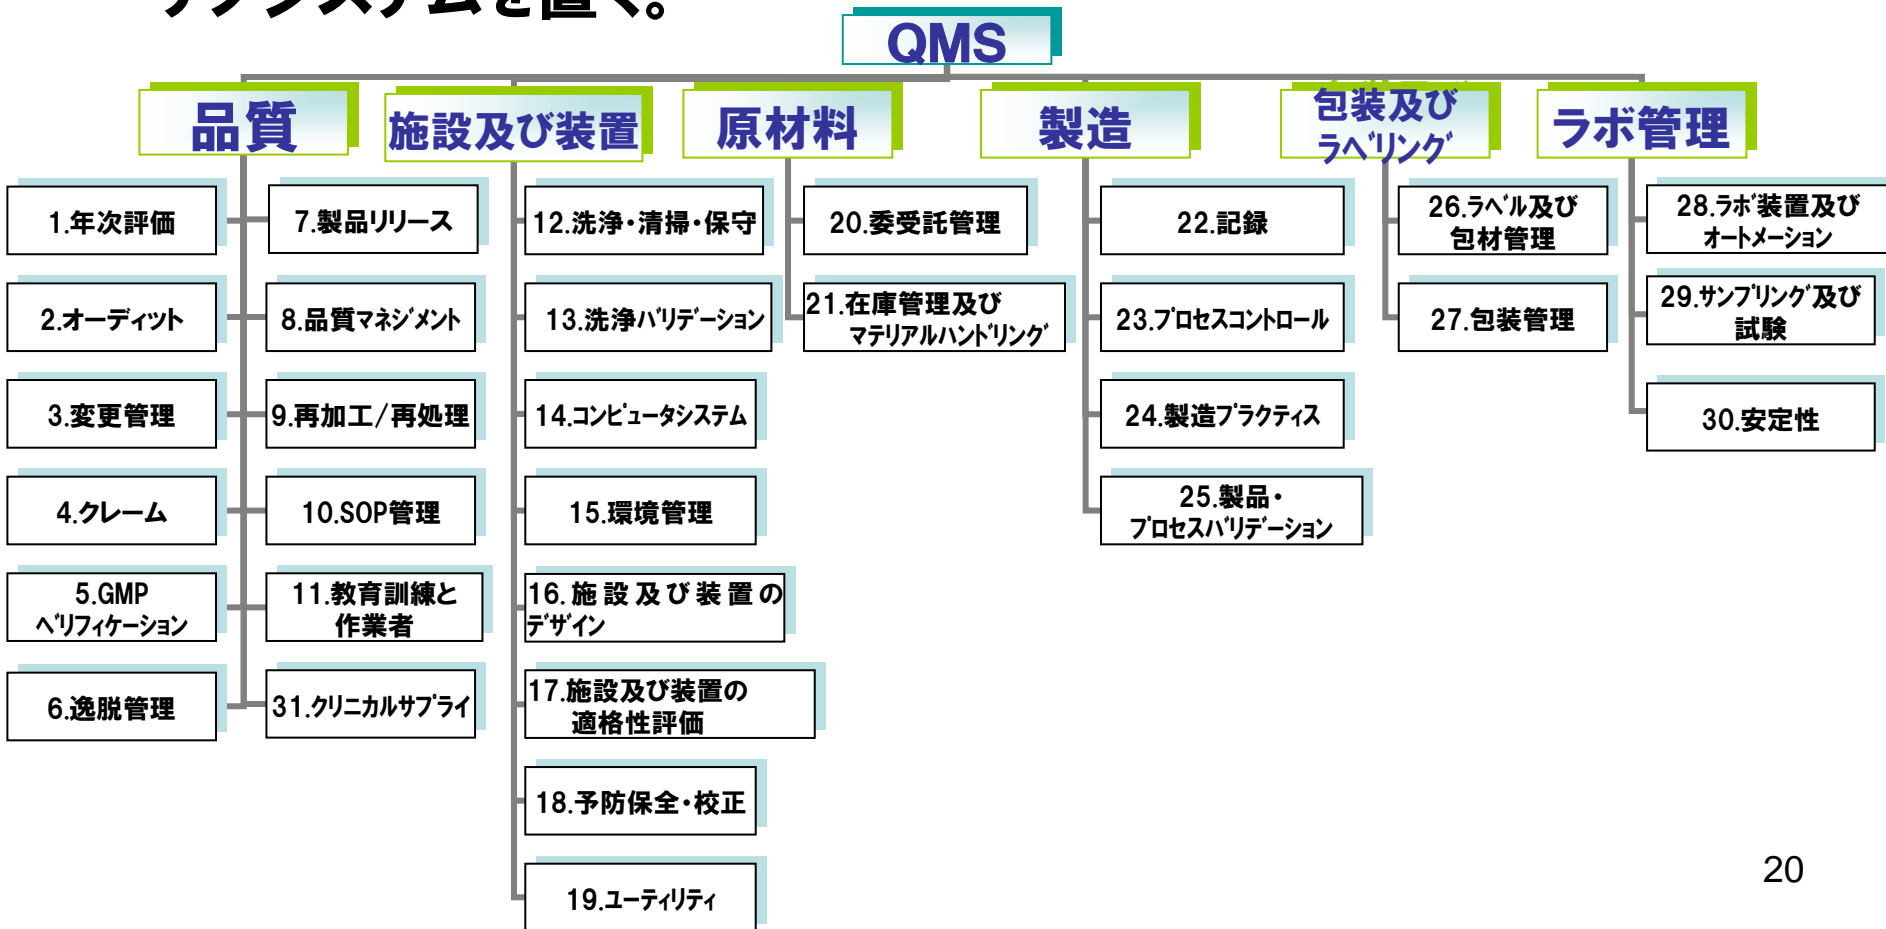 サブシステムを置く。
QMS
品質
施設及び装置
原材料
製造
包装及び
ラベリング
ラボ管理
1.年次評価
2.オーディット
3.変更管理
4.クレーム
5.GMP
ベリフィケーション
6.逸脱管理
7.製品リリース
8.品質マネジメント
9.再加工/再処理
10.SOP管理
11.教育訓練と
作業者
31.クリニカルサプライ
12.洗浄・清掃・保守
13.洗浄バリデーション
14.コンピュータシステム
15.環境管理
16.施設及び装置の
デザイン
17.施設及び装置の
適格性評価
18.予防保全・校正
19.ユーティリティ
20.委受託管理
21.在庫管理及び
マテリアルハンドリング
22.記録
23.プロセスコントロール
24.製造プラクティス
25.製品・
プロセスバリデーション
26.ラベル及び
包材管理
27.包装管理
28.ラボ装置及び
オートメーション
29.サンプリング及び
試験
30.安定性
20